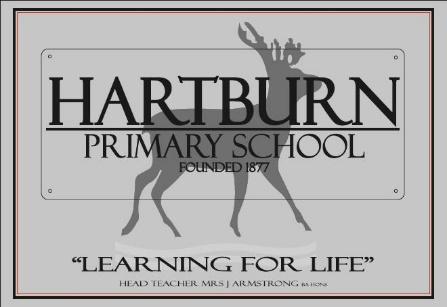 HARTBURN
PRIMARY SCHOOL
FOUNDED 1877
"LEARNING FOR LIFE"
HEAD TEACHER MRS J ARMSTRONG